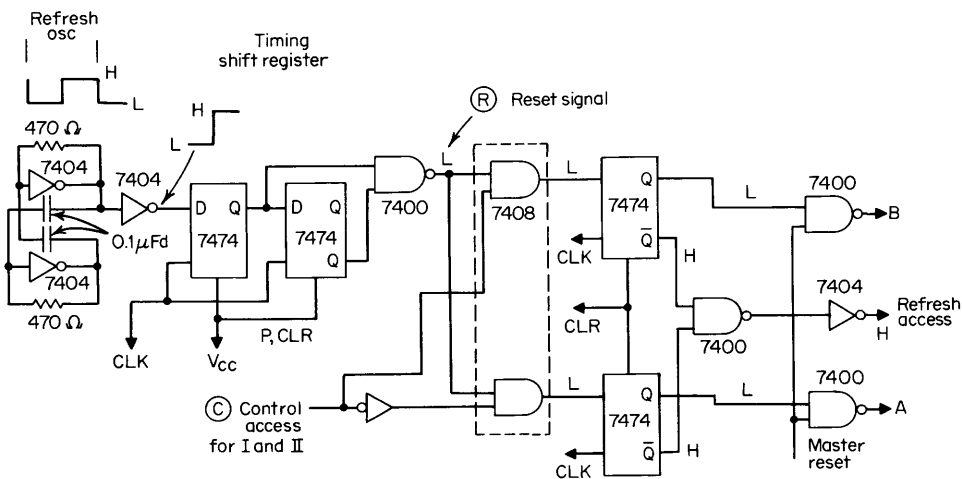 Refresh
osc
H
L
470 Ω
7404
7404
0.1μFd
7404
470 Ω
Timing
shift register
H
L
D Q
7474
D Q
7474
Q
CLK
Vcc
P, CLR
7400
R Reset signal
L
7408
C Control
access
for I and II
L
Q
7474
Q̅
CLK
H
CLR
L
Q
7474
Q̅
CLK
H
L
7400
B
7400
7404
H
Refresh
access
L
7400
A
Master
reset